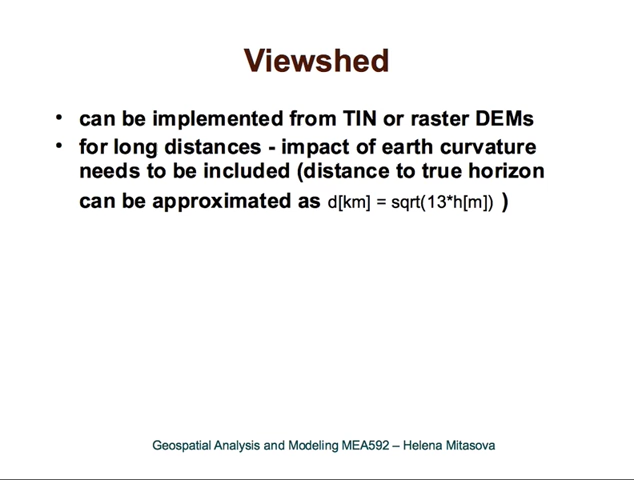 Viewshed
• can be implemented from TIN or raster DEMs
• for long distances - impact of earth curvature
needs to be included (distance to true horizon
can be approximated as d[km] = sqrt(13*h[m]) )
Geospatial Analysis and Modeling MEA592 – Helena Mitasova